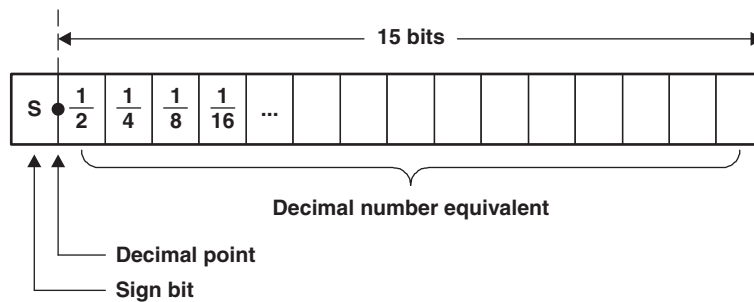 15 bits
S 1/2 1/4 1/8 1/16 ...
Decimal number equivalent
Decimal point
Sign bit